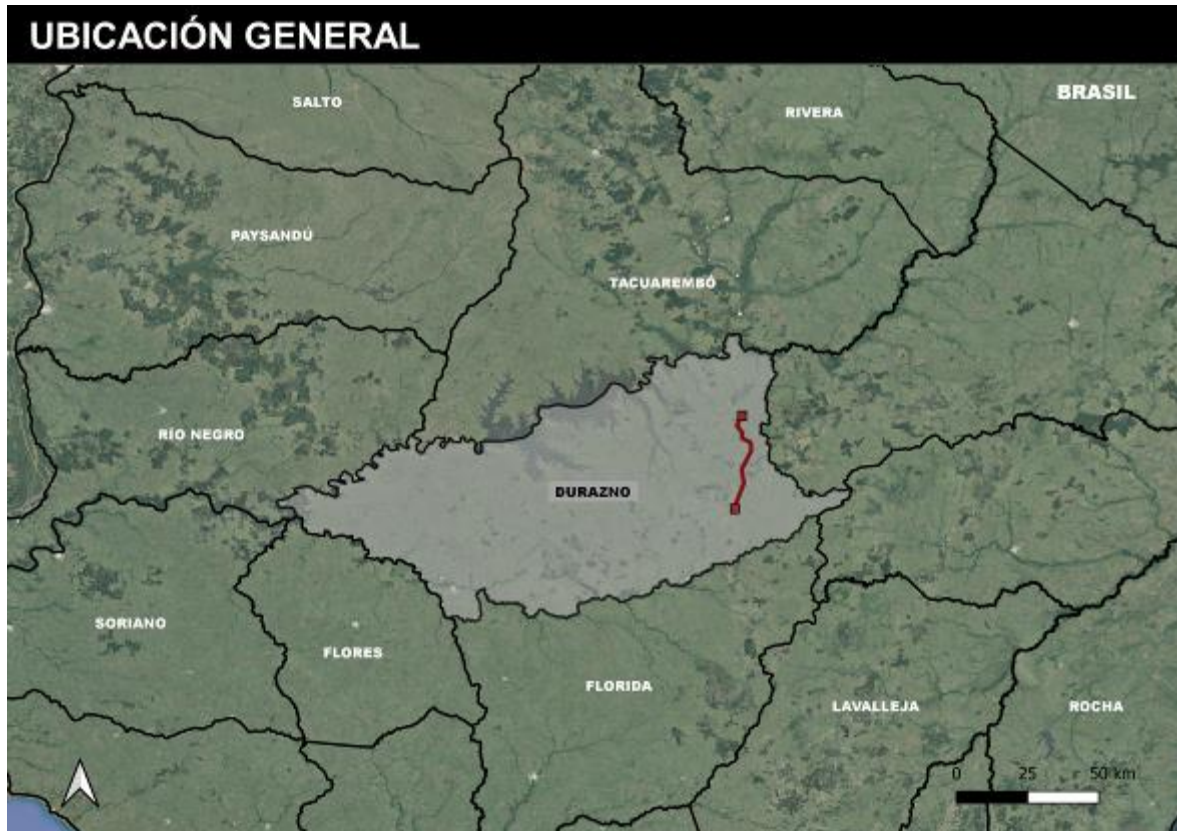 UBICACIÓN GENERAL
SALTO
BRASIL
RIVERA
PAYSANDÚ
TACUAREMBÓ
RÍO NEGRO
DURAZNO
SORIANO
FLORES
FLORIDA
LAVALLEJA
ROCHA
0 25 50 km